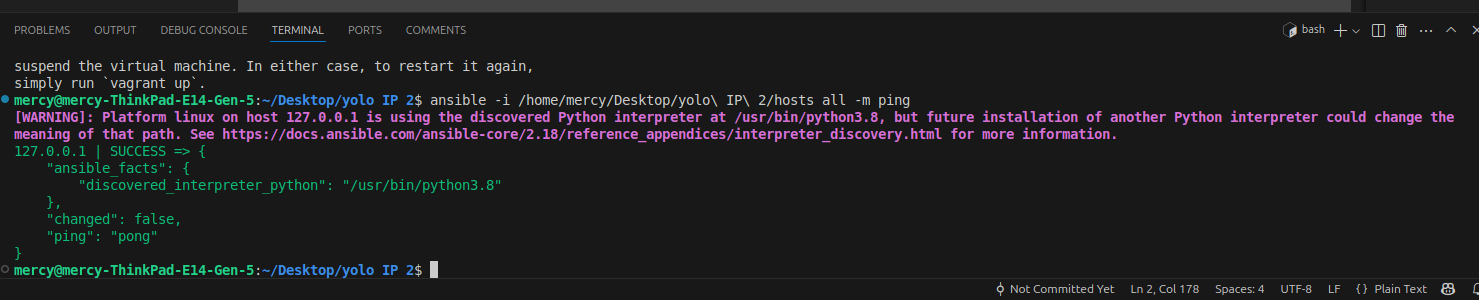 PROBLEMS OUTPUT DEBUG CONSOLE TERMINAL PORTS COMMENTS bash
suspend the virtual machine. In either case, to restart it again,
simply run `vagrant up`.
mercy@mercy-ThinkPad-E14-Gen-5:~/Desktop/yolo IP 2$ ansible -i /home/mercy/Desktop/yolo\ IP\ 2/hosts all -m ping
[WARNING]: Platform linux on host 127.0.0.1 is using the discovered Python interpreter at /usr/bin/python3.8, but future installation of another Python interpreter could change the
meaning of that path. See https://docs.ansible.com/ansible-core/2.18/reference_appendices/interpreter_discovery.html for more information.
127.0.0.1 | SUCCESS => {
    "ansible_facts": {
        "discovered_interpreter_python": "/usr/bin/python3.8"
    },
    "changed": false,
    "ping": "pong"
}
mercy@mercy-ThinkPad-E14-Gen-5:~/Desktop/yolo IP 2$
Not Committed Yet Ln 2, Col 178 Spaces: 4 UTF-8 LF {} Plain Text